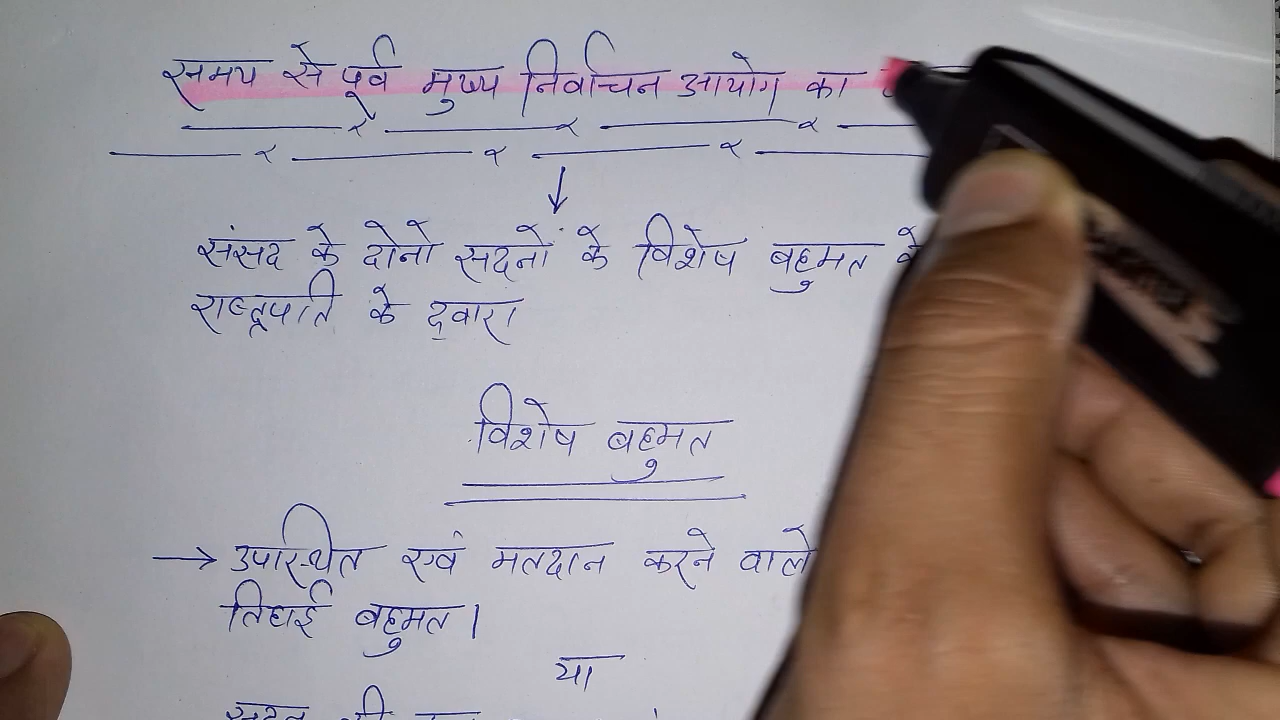 समय से पूर्व मुख्य निर्वाचन आयोग का
संसद के दोनो सदनों के विशेष बहुमत
राष्ट्रपति के द्वारा
विशेष बहुमत
→ उपस्थित एवं मतदान करने वाले
तिहाई बहुमत।
या